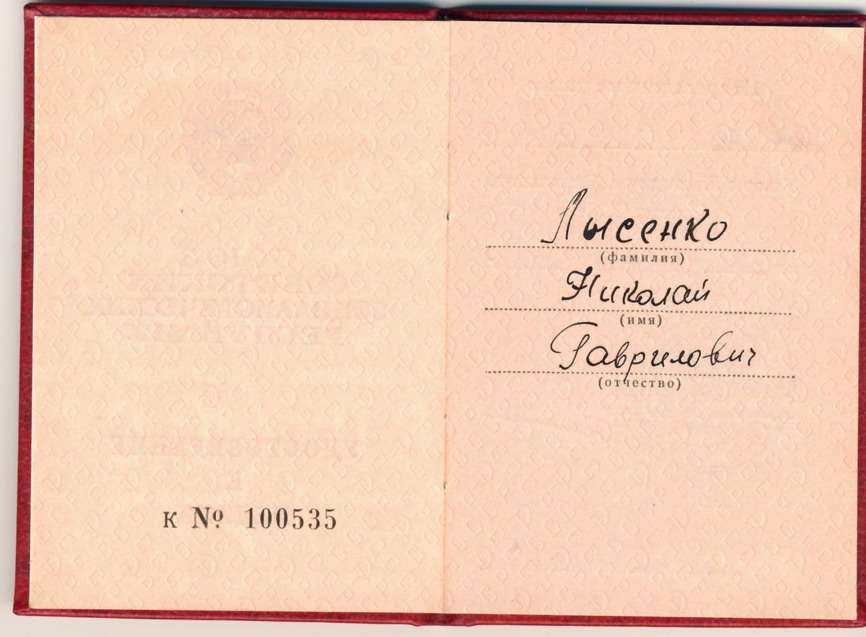 к № 100535
Лысенко
(фамилия)
Николай
(имя)
Гаврилович
(отчество)